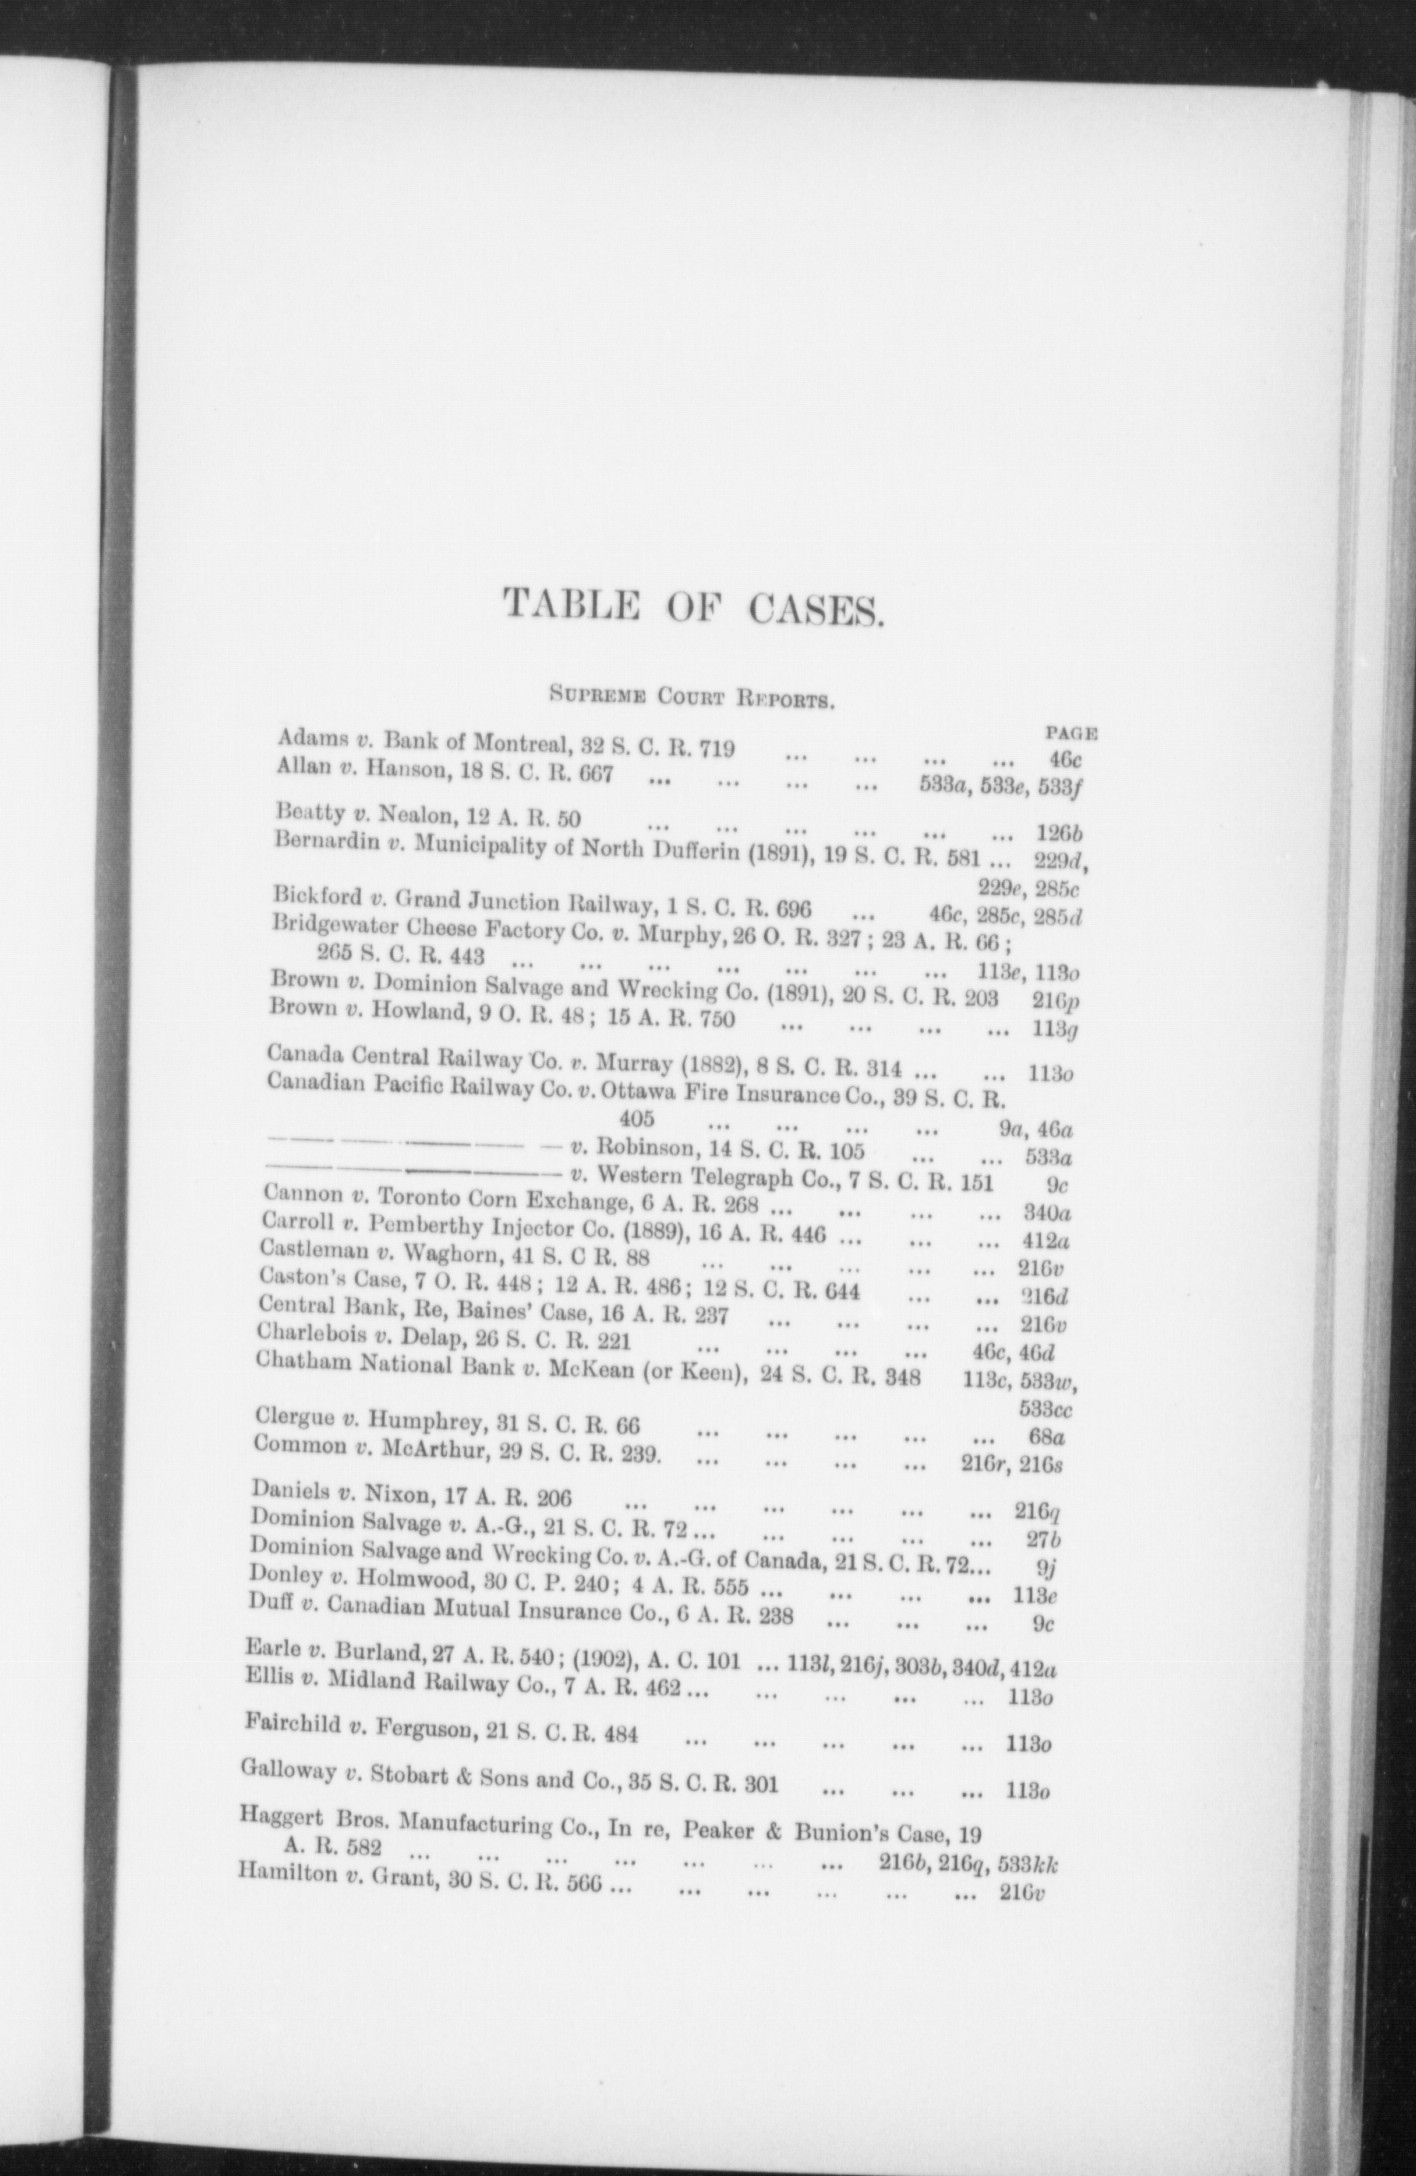 TABLE OF CASES.
SUPREME COURT REPORTS.
PAGE
Adams v. Bank of Montreal, 32 S. C. R. 719 ... ... ... ... 46c
Allan v. Hanson, 18 S. C. R. 667 ... ... ... ... 533a, 533e, 533f
Beatty v. Nealon, 12 A. R. 50 ... ... ... ... ... ... 126b
Bernardin v. Municipality of North Dufferin (1891), 19 S. C. R. 581 ... 229d,
229e, 285c
Bickford v. Grand Junction Railway, 1 S. C. R. 696 ... 46c, 285c, 285d
Bridgewater Cheese Factory Co. v. Murphy, 26 O. R. 327 ; 23 A. R. 66 ;
265 S. C. R. 443 ... ... ... ... ... ... ... 113e, 113o
Brown v. Dominion Salvage and Wrecking Co. (1891), 20 S. C. R. 203 216p
Brown v. Howland, 9 O. R. 48 ; 15 A. R. 750 ... ... ... ... 113g
Canada Central Railway Co. v. Murray (1882), 8 S. C. R. 314 ... ... 113o
Canadian Pacific Railway Co. v. Ottawa Fire Insurance Co., 39 S. C. R.
405 ... ... ... ... 9a, 46a
———— — v. Robinson, 14 S. C. R. 105 ... ... 533a
———— v. Western Telegraph Co., 7 S. C. R. 151 9c
Cannon v. Toronto Corn Exchange, 6 A. R. 268 ... ... ... ... 340a
Carroll v. Pemberthy Injector Co. (1889), 16 A. R. 446 ... ... ... 412a
Castleman v. Waghorn, 41 S. C R. 88 ... ... ... ... ... 216v
Caston's Case, 7 O. R. 448 ; 12 A. R. 486 ; 12 S. C. R. 644 ... ... 216d
Central Bank, Re, Baines' Case, 16 A. R. 237 ... ... ... ... 216v
Charlebois v. Delap, 26 S. C. R. 221 ... ... ... ... 46c, 46d
Chatham National Bank v. McKean (or Keen), 24 S. C. R. 348 113c, 533w,
533cc
Clergue v. Humphrey, 31 S. C. R. 66 ... ... ... ... ... 68a
Common v. McArthur, 29 S. C. R. 239. ... ... ... ... 216r, 216s
Daniels v. Nixon, 17 A. R. 206 ... ... ... ... ... ... 216q
Dominion Salvage v. A.-G., 21 S. C. R. 72 ... ... ... ... ... 27b
Dominion Salvage and Wrecking Co. v. A.-G. of Canada, 21 S. C. R. 72... 9j
Donley v. Holmwood, 30 C. P. 240 ; 4 A. R. 555 ... ... ... ... 113e
Duff v. Canadian Mutual Insurance Co., 6 A. R. 238 ... ... ... 9c
Earle v. Burland, 27 A. R. 540 ; (1902), A. C. 101 ... 113l, 216j, 303b, 340d, 412a
Ellis v. Midland Railway Co., 7 A. R. 462 ... ... ... ... ... 113o
Fairchild v. Ferguson, 21 S. C. R. 484 ... ... ... ... ... 113o
Galloway v. Stobart & Sons and Co., 35 S. C. R. 301 ... ... ... 113o
Haggert Bros. Manufacturing Co., In re, Peaker & Bunion's Case, 19
A. R. 582 ... ... ... ... ... ... ... 216b, 216q, 533kk
Hamilton v. Grant, 30 S. C. R. 566 ... ... ... ... ... ... 216v